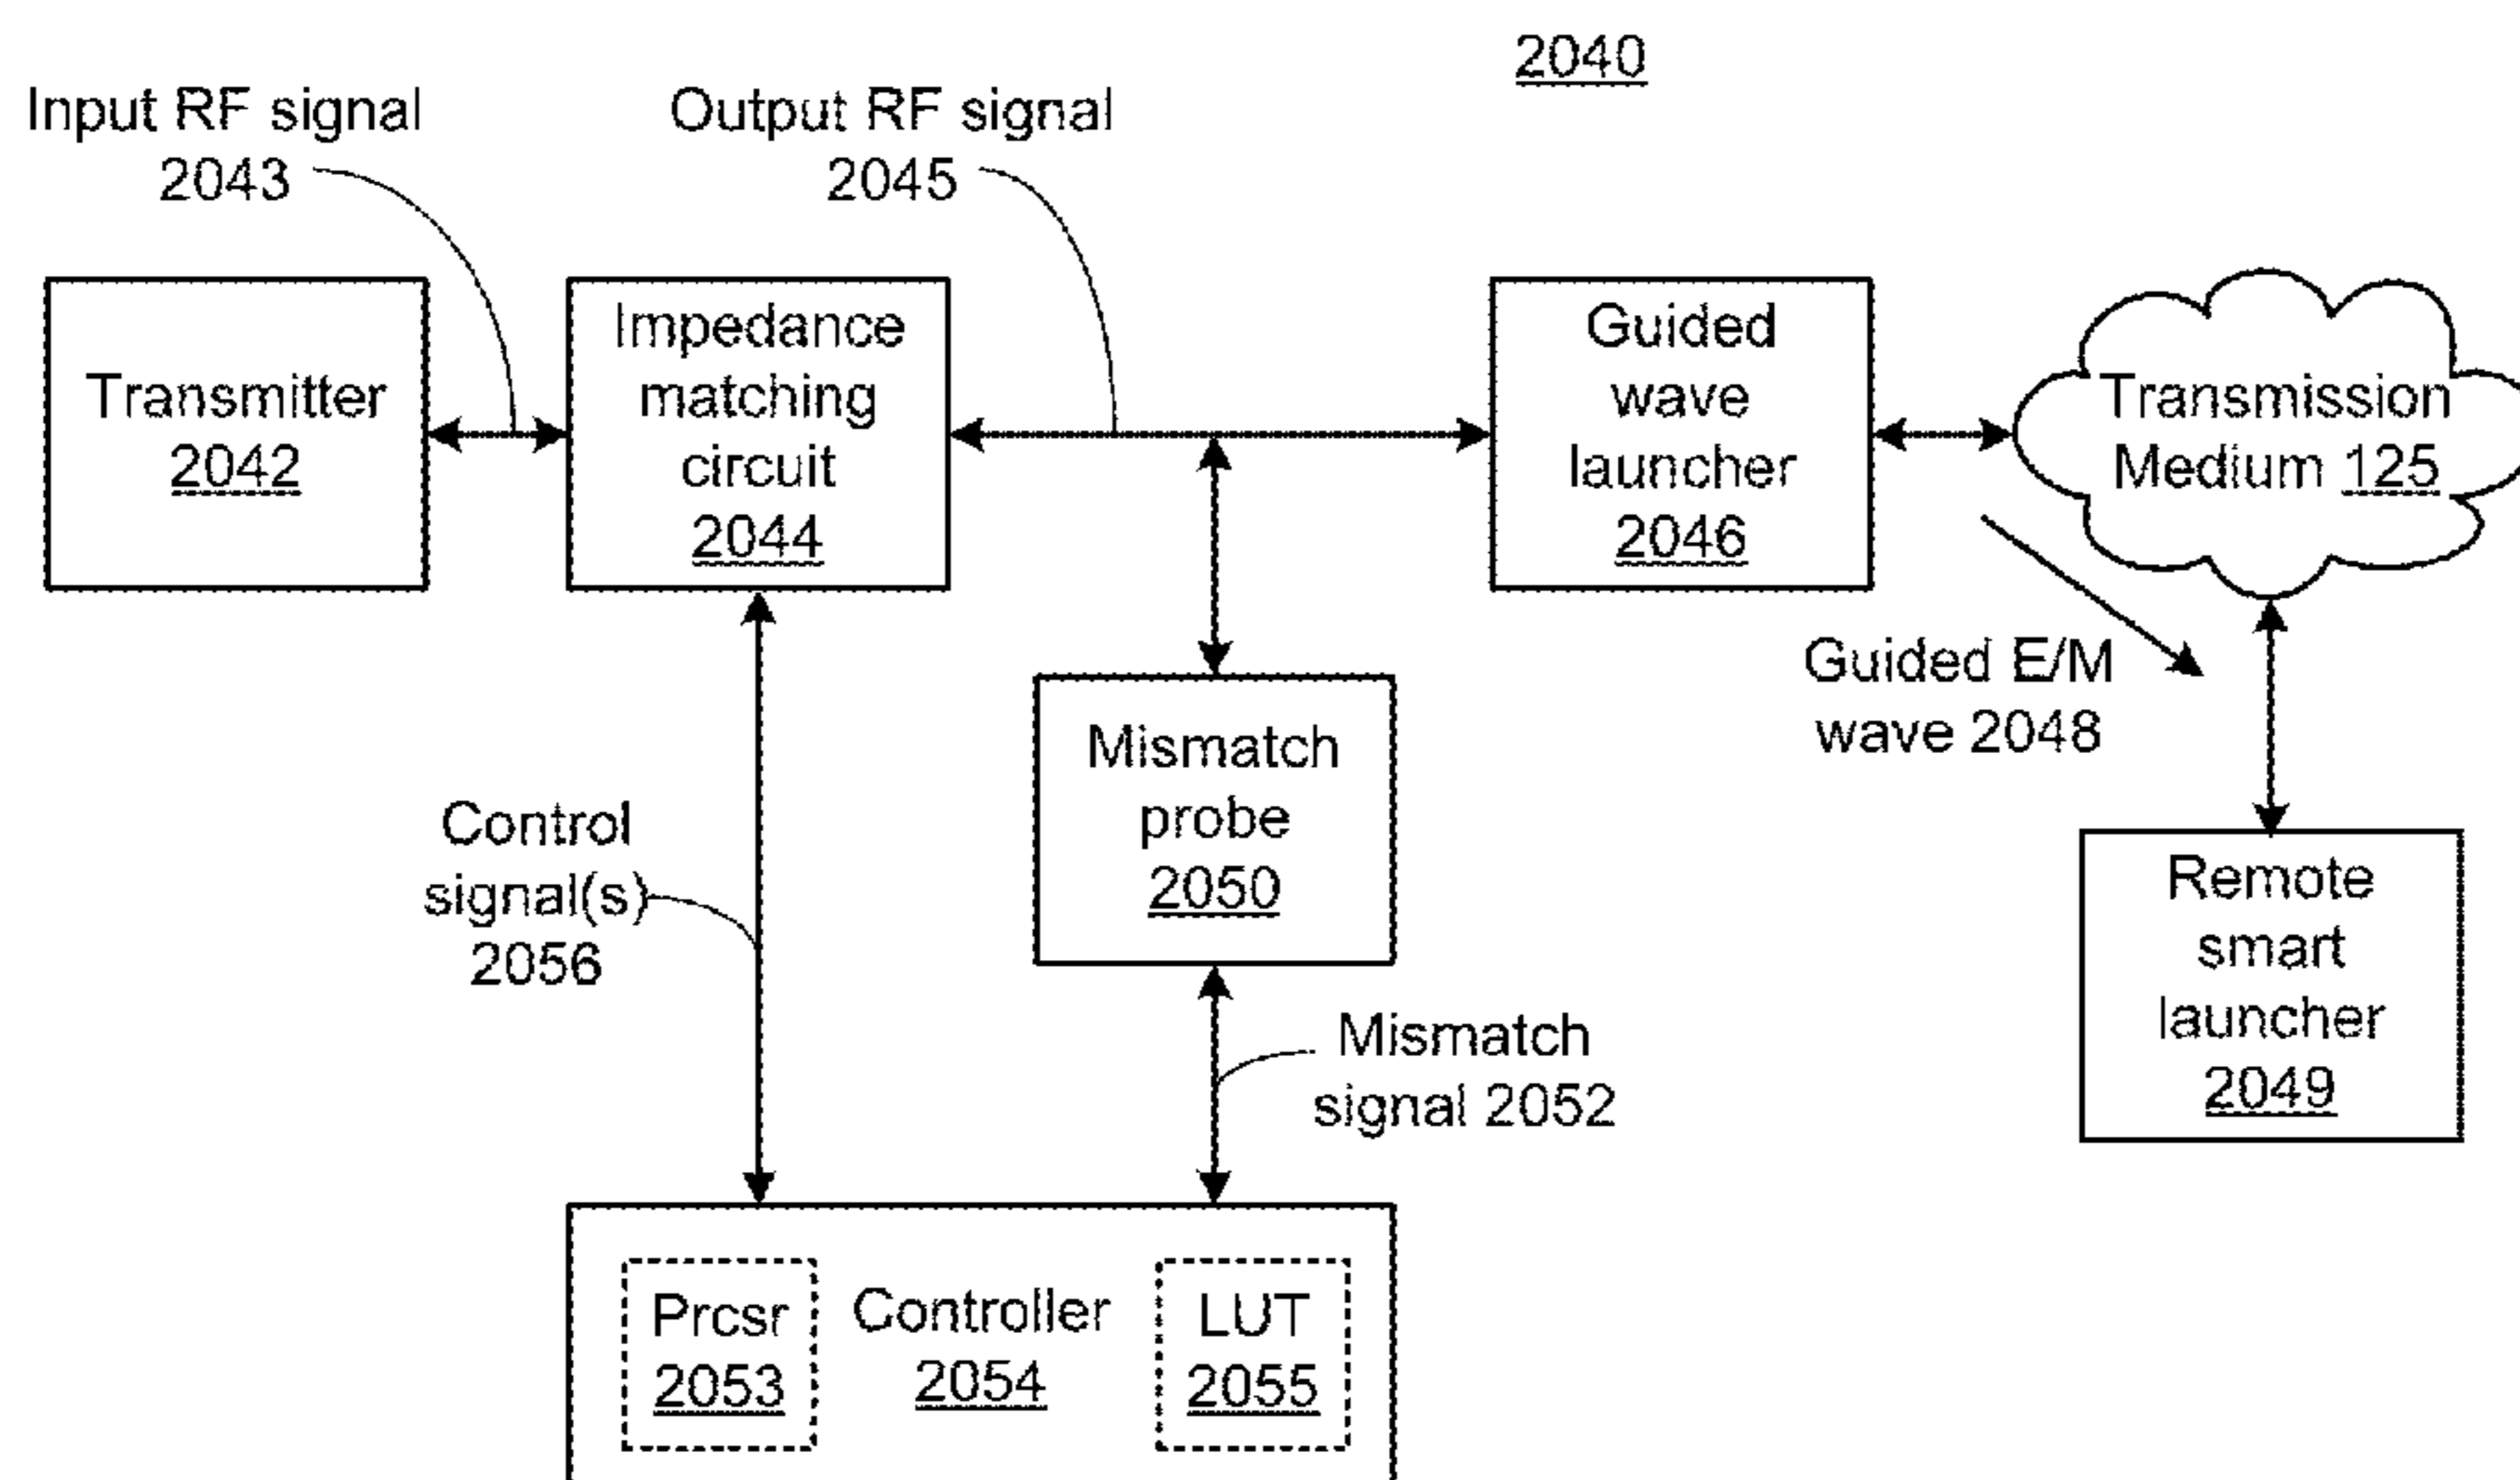 2040
Input RF signal
2043
Output RF signal
2045
Transmitter
2042
Impedance
matching
circuit
2044
Guided
wave
launcher
2046
Transmission
Medium 125
Guided E/M
wave 2048
Mismatch
probe
2050
Control
signal(s)
2056
Remote
smart
launcher
2049
Mismatch
signal 2052
Prcsr
2053
Controller
2054
LUT
2055